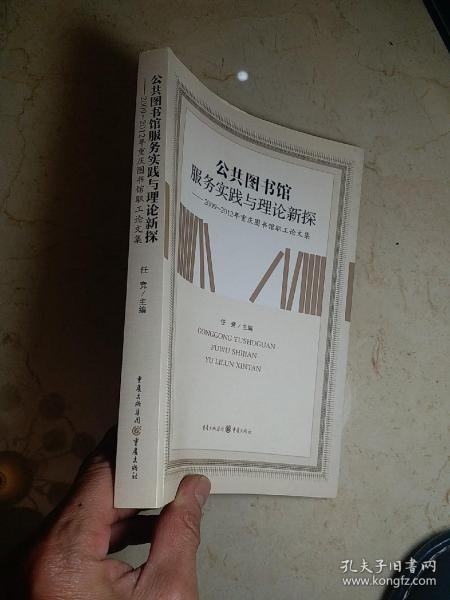 公共图书馆服务实践与理论新探
——2009~2012年重庆图书馆职工论文集
任 竞/主编
重庆出版集团
重庆出版社
公共图书馆
服务实践与理论新探
——2009~2012年重庆图书馆职工论文集
任 竞/主编
GONGGONG TUSHUGUAN
FUWU SHIJIAN
YU LILUN XINTAN
重庆出版集团 重庆出版社
孔夫子旧书网
www.kongfz.com